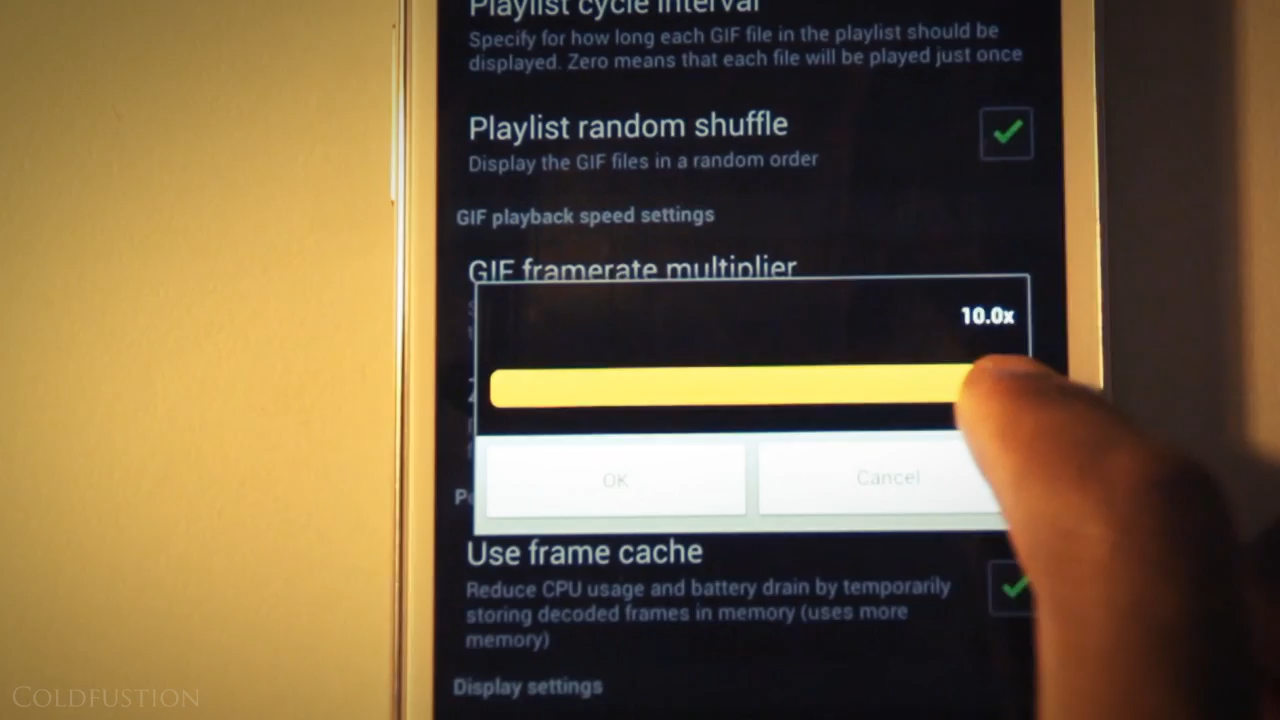 Playlist cycle interval
Specify for how long each GIF file in the playlist should be
displayed. Zero means that each file will be played just once
Playlist random shuffle
Display the GIF files in a random order
GIF playback speed settings
GIF framerate multiplier
10.0x
OK
Cancel
Use frame cache
Reduce CPU usage and battery drain by temporarily
storing decoded frames in memory (uses more
memory)
Display settings
COLDFUSTION